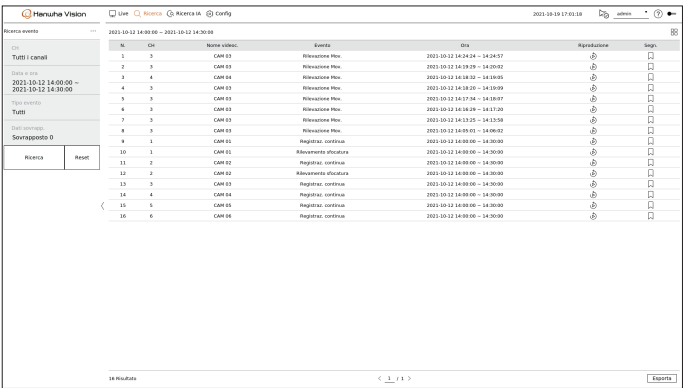 Hanwha Vision
Live Ricerca Ricerca IA Config
2021-10-19 17:01:18 admin
Ricerca evento ...
CH
Tutti i canali
Data e ora
2021-10-12 14:00:00 ~
2021-10-12 14:30:00
Tipo evento
Tutti
Dati sovrapp.
Sovrapposto 0
Ricerca Reset
2021-10-12 14:00:00 ~ 2021-10-12 14:30:00
N. CH Nome videoc. Evento Ora Riproduzione Segn.
1 3 CAM 03 Rilevazione Mov. 2021-10-12 14:24:24 ~ 14:24:57
2 3 CAM 03 Rilevazione Mov. 2021-10-12 14:19:29 ~ 14:20:02
3 4 CAM 04 Rilevazione Mov. 2021-10-12 14:18:32 ~ 14:19:05
4 3 CAM 03 Rilevazione Mov. 2021-10-12 14:18:20 ~ 14:19:09
5 3 CAM 03 Rilevazione Mov. 2021-10-12 14:17:34 ~ 14:18:07
6 3 CAM 03 Rilevazione Mov. 2021-10-12 14:16:29 ~ 14:17:20
7 3 CAM 03 Rilevazione Mov. 2021-10-12 14:13:25 ~ 14:13:58
8 3 CAM 03 Rilevazione Mov. 2021-10-12 14:05:01 ~ 14:06:02
9 1 CAM 01 Registraz. continua 2021-10-12 14:00:00 ~ 14:30:00
10 1 CAM 01 Rilevamento sfocatura 2021-10-12 14:00:00 ~ 14:30:00
11 2 CAM 02 Registraz. continua 2021-10-12 14:00:00 ~ 14:30:00
12 2 CAM 02 Rilevamento sfocatura 2021-10-12 14:00:00 ~ 14:30:00
13 3 CAM 03 Registraz. continua 2021-10-12 14:00:00 ~ 14:30:00
14 4 CAM 04 Registraz. continua 2021-10-12 14:00:00 ~ 14:30:00
15 5 CAM 05 Registraz. continua 2021-10-12 14:00:00 ~ 14:30:00
16 6 CAM 06 Registraz. continua 2021-10-12 14:00:00 ~ 14:30:00
16 Risultato < 1 / 1 > Esporta